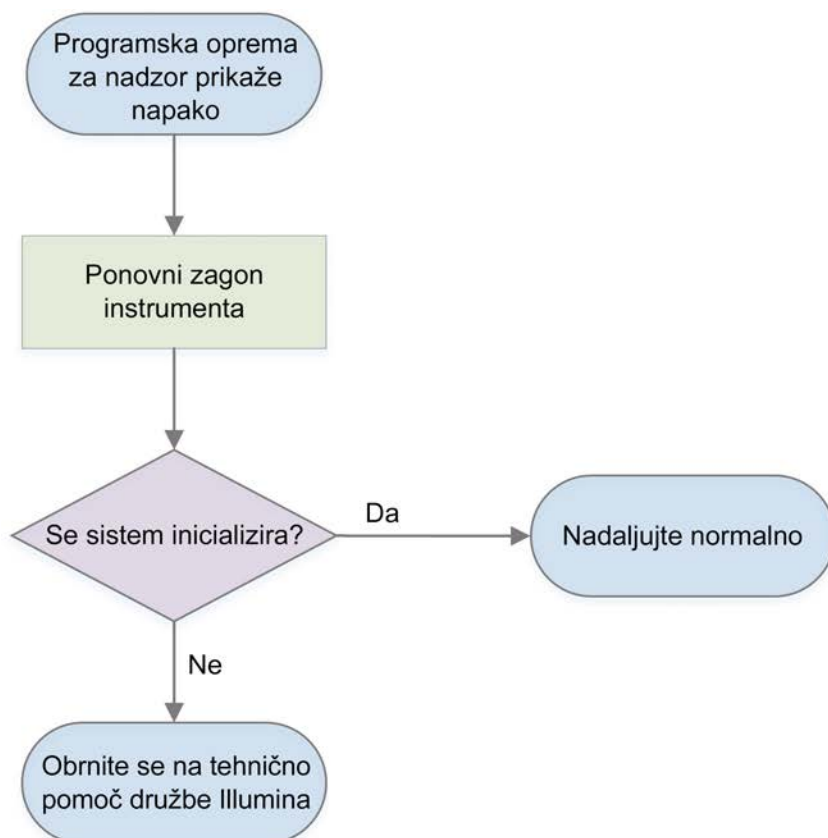 Programska oprema
za nadzor prikaže
napako
Ponovni zagon
instrumenta
Se sistem inicializira?
Da
Nadaljujte normalno
Ne
Obrnite se na tehnično
pomoč družbe Illumina